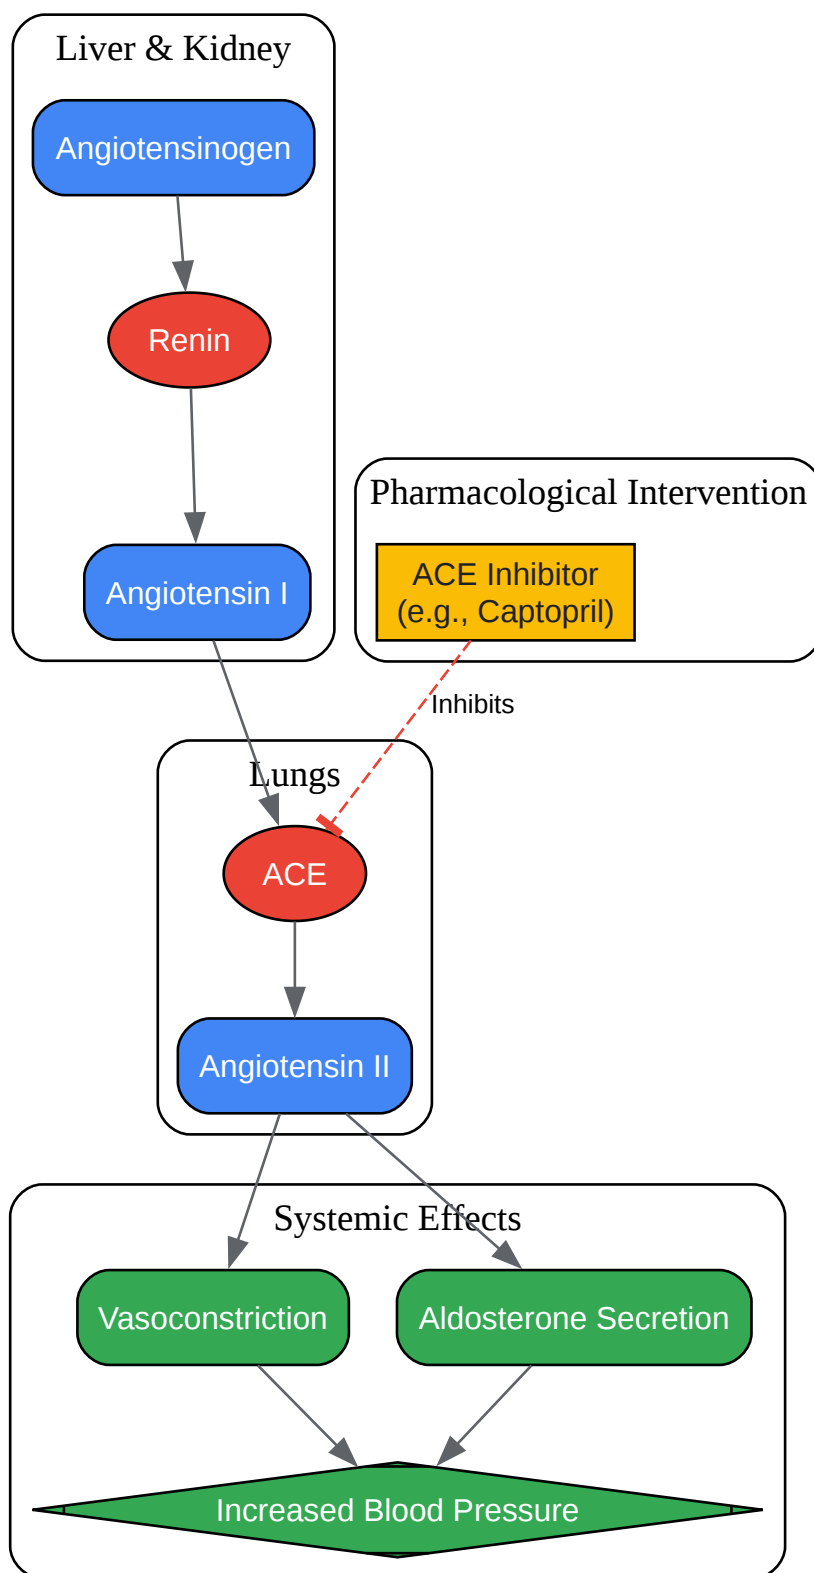 Liver & Kidney
Angiotensinogen
Renin
Angiotensin I
Pharmacological Intervention
ACE Inhibitor
(e.g., Captopril)
Inhibits
Lungs
ACE
Angiotensin II
Systemic Effects
Vasoconstriction
Aldosterone Secretion
Increased Blood Pressure